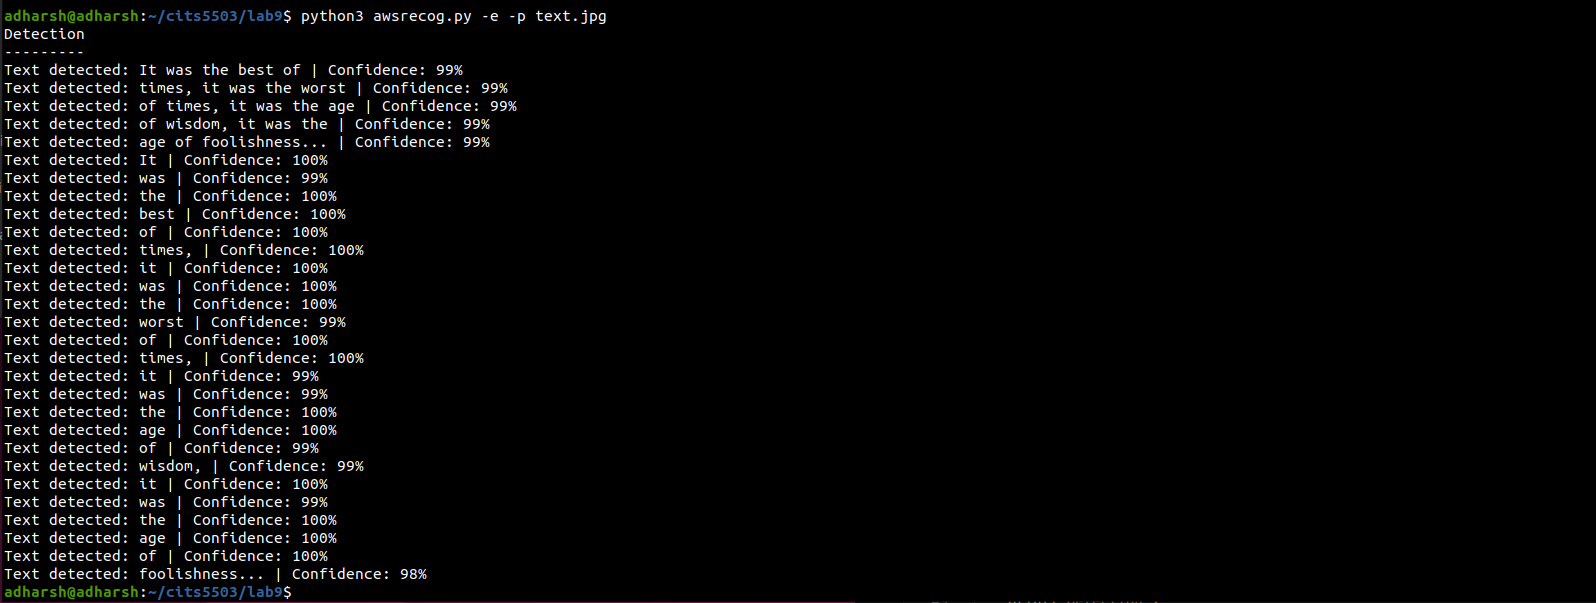 adharsh@adharsh:~/cits5503/lab9$ python3 awsrecog.py -e -p text.jpg
Detection
---------
Text detected: It was the best of | Confidence: 99%
Text detected: times, it was the worst | Confidence: 99%
Text detected: of times, it was the age | Confidence: 99%
Text detected: of wisdom, it was the | Confidence: 99%
Text detected: age of foolishness... | Confidence: 99%
Text detected: It | Confidence: 100%
Text detected: was | Confidence: 99%
Text detected: the | Confidence: 100%
Text detected: best | Confidence: 100%
Text detected: of | Confidence: 100%
Text detected: times, | Confidence: 100%
Text detected: it | Confidence: 100%
Text detected: was | Confidence: 100%
Text detected: the | Confidence: 100%
Text detected: worst | Confidence: 99%
Text detected: of | Confidence: 100%
Text detected: times, | Confidence: 100%
Text detected: it | Confidence: 99%
Text detected: was | Confidence: 99%
Text detected: the | Confidence: 100%
Text detected: age | Confidence: 100%
Text detected: of | Confidence: 99%
Text detected: wisdom, | Confidence: 99%
Text detected: it | Confidence: 100%
Text detected: was | Confidence: 99%
Text detected: the | Confidence: 100%
Text detected: age | Confidence: 100%
Text detected: of | Confidence: 100%
Text detected: foolishness... | Confidence: 98%
adharsh@adharsh:~/cits5503/lab9$